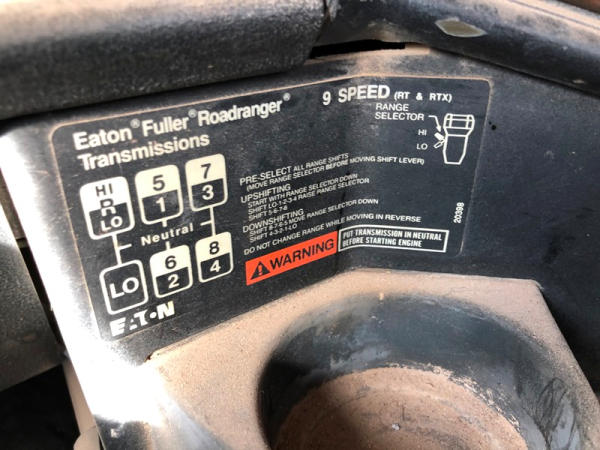 Eaton® Fuller® Roadranger®
Transmissions
9 SPEED (RT & RTX)
RANGE
SELECTOR
HI
LO
HI
R
LO
5
1
7
3
Neutral
LO
6
2
8
4
PRE-SELECT ALL RANGE SHIFTS
(MOVE RANGE SELECTOR BEFORE MOVING SHIFT LEVER)
UPSHIFTING
START WITH RANGE SELECTOR DOWN
SHIFT LO-1-2-3-4 RAISE RANGE SELECTOR
SHIFT 5-6-7-8
DOWNSHIFTING
SHIFT 8-7-6-5 MOVE RANGE SELECTOR DOWN
SHIFT 4-3-2-1-LO
DO NOT CHANGE RANGE WHILE MOVING IN REVERSE
WARNING
PUT TRANSMISSION IN NEUTRAL
BEFORE STARTING ENGINE
20398
EATON